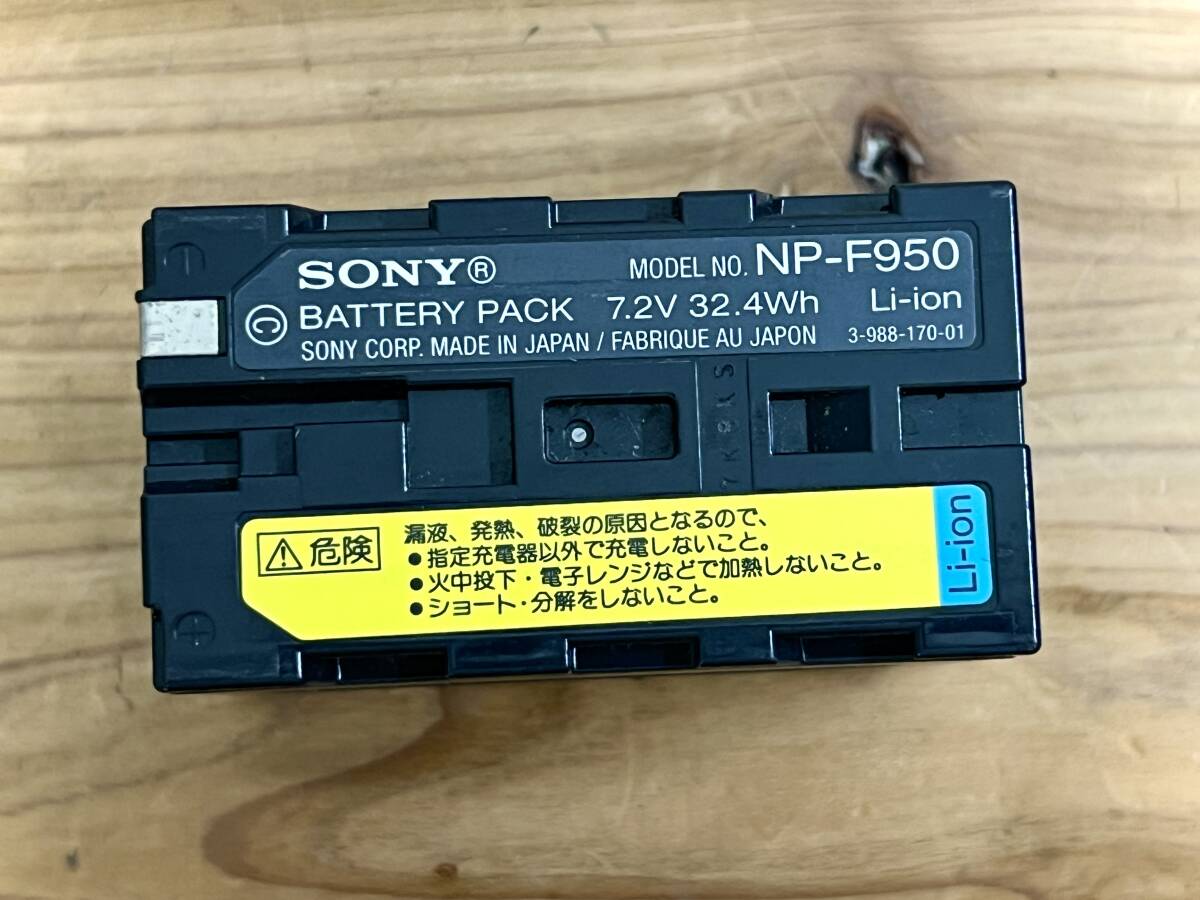 SONY®
MODEL NO. NP-F950
Ⓒ BATTERY PACK 7.2V 32.4Wh Li-ion
SONY CORP. MADE IN JAPAN / FABRIQUE AU JAPON 3-988-170-01
⚠危険
漏液、発熱、破裂の原因となるので、
●指定充電器以外で充電しないこと。
●火中投下・電子レンジなどで加熱しないこと。
●ショート・分解をしないこと。
Li-ion